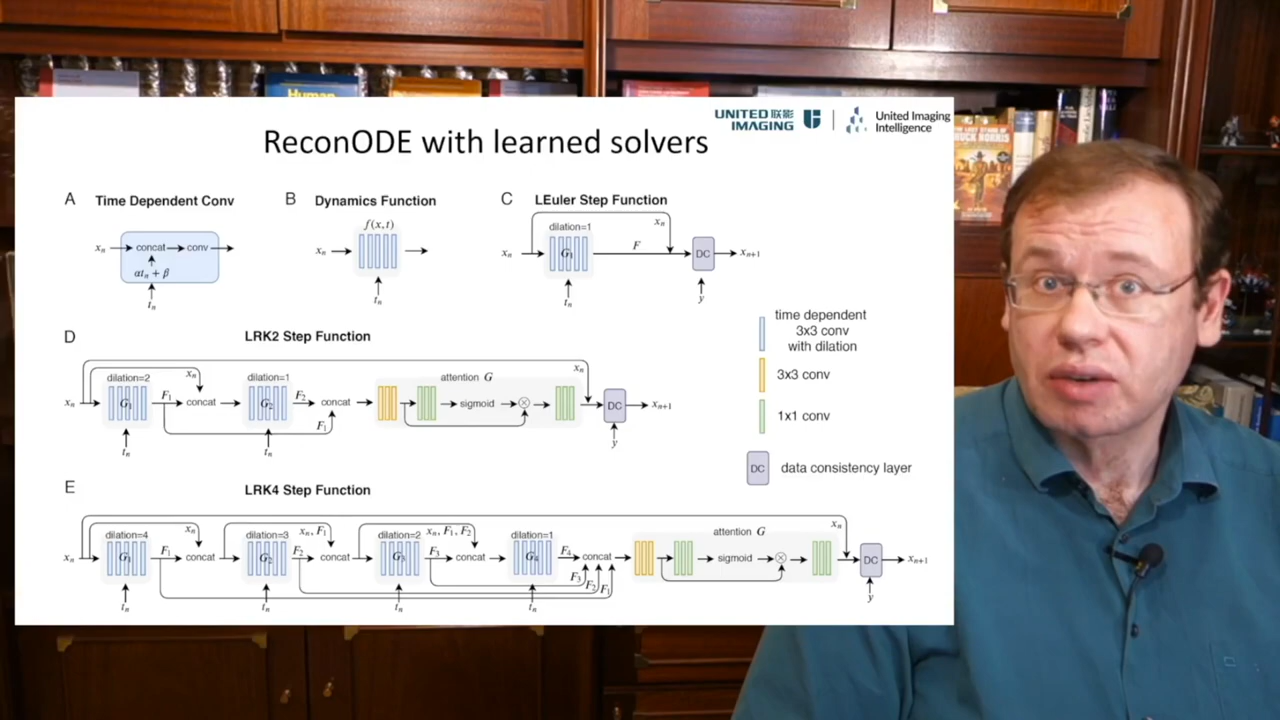 Human
UNITED 联影
IMAGING
United Imaging
Intelligence
ReconODE with learned solvers
A Time Dependent Conv
xₙ concat conv
αtₙ + β
tₙ
B Dynamics Function
f(x,t)
xₙ
tₙ
C LEuler Step Function
xₙ
dilation=1
xₙ G₁ F DC xₙ₊₁
tₙ y
time dependent
3x3 conv
with dilation
3x3 conv
1x1 conv
DC data consistency layer
D LRK2 Step Function
xₙ
dilation=2 xₙ dilation=1 attention G
xₙ G₁ F₁ concat G₂ F₂ concat sigmoid DC xₙ₊₁
F₁
tₙ tₙ y
E LRK4 Step Function
xₙ
dilation=4 xₙ dilation=3 xₙ, F₁ dilation=2 xₙ, F₁, F₂ dilation=1 attention G
xₙ G₁ F₁ concat G₂ F₂ concat G₃ F₃ concat G₄ F₄ concat sigmoid DC xₙ₊₁
F₃ F₂ F₁
tₙ tₙ tₙ tₙ y